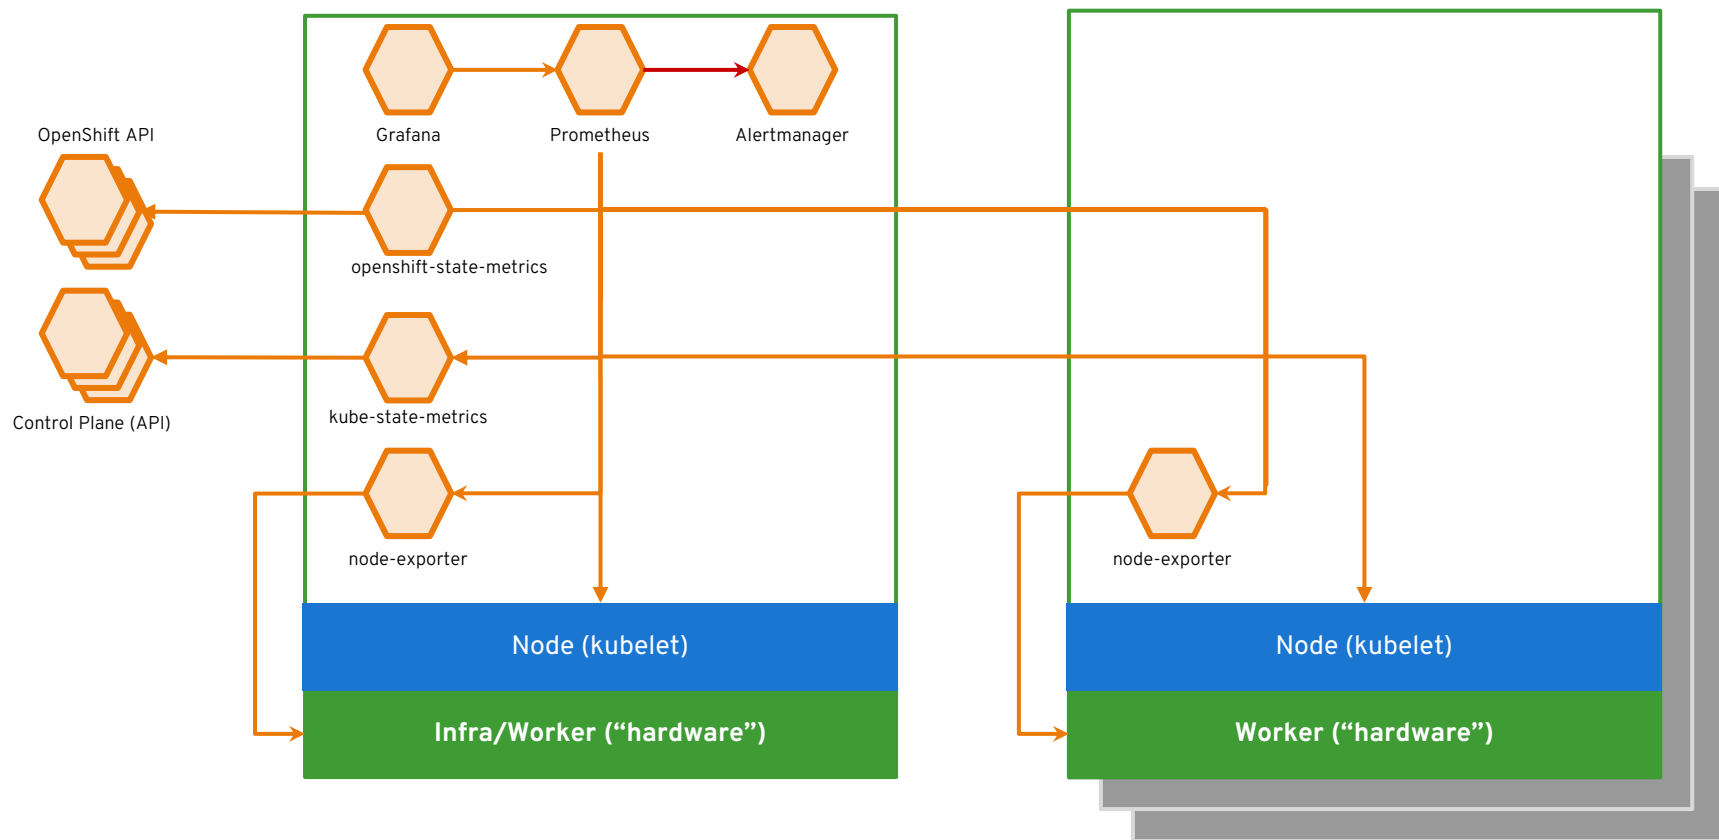 Grafana
Prometheus
Alertmanager
OpenShift API
openshift-state-metrics
Control Plane (API)
kube-state-metrics
node-exporter
node-exporter
Node (kubelet)
Node (kubelet)
Infra/Worker (“hardware”)
Worker (“hardware”)